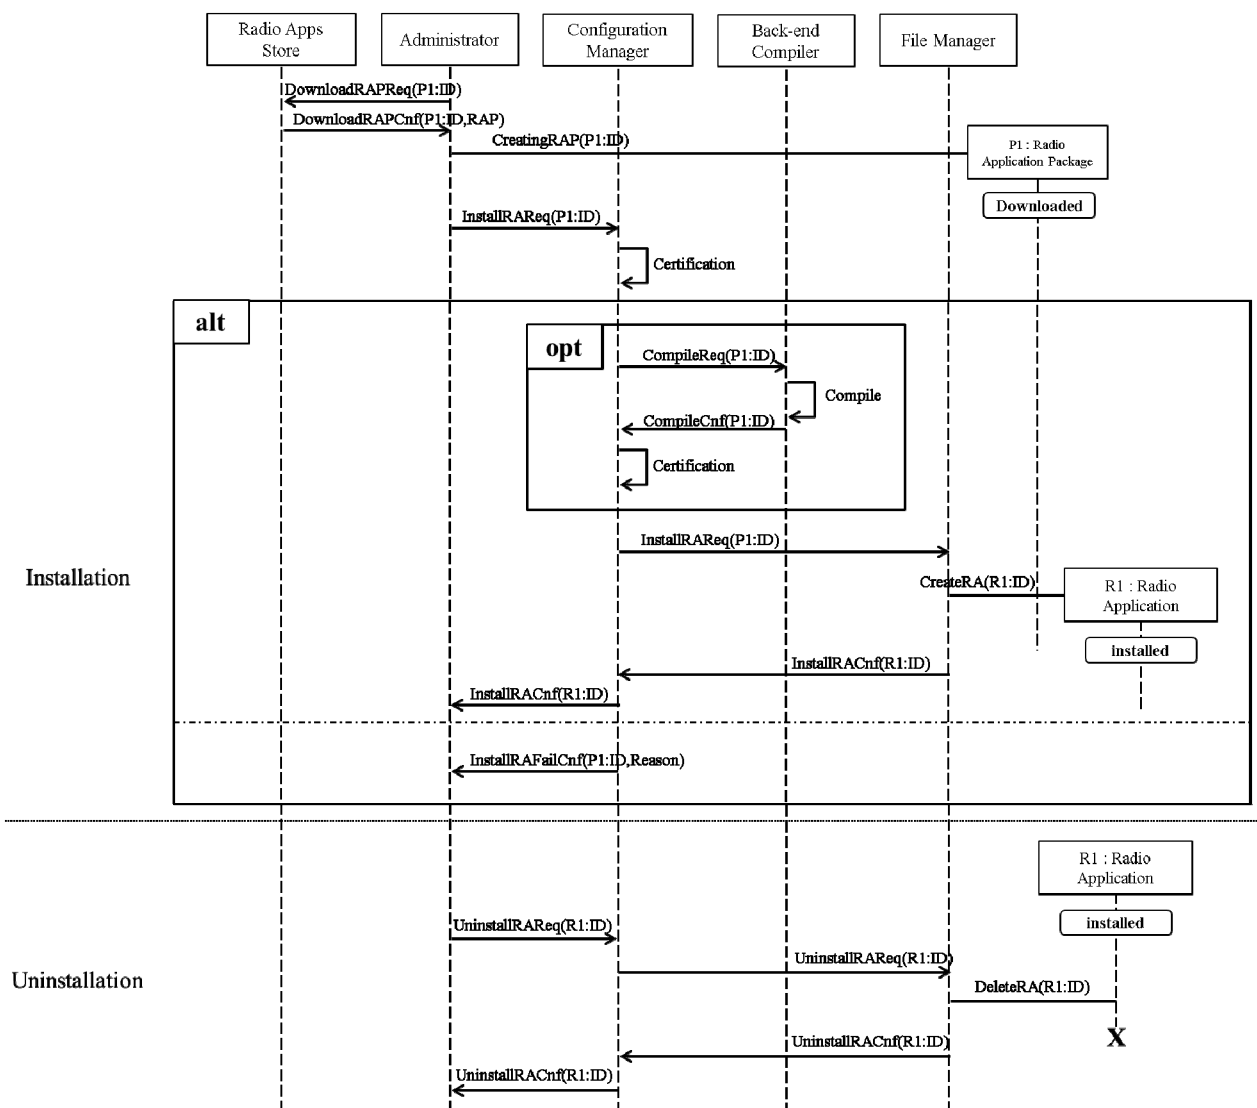 Radio Apps
Store
Administrator
Configuration
Manager
Back-end
Compiler
File Manager
DownloadRAPReq(P1:ID)
DownloadRAPCnf(P1:ID,RAP)
CreatingRAP(P1:ID)
P1 : Radio
Application Package
Downloaded
InstallRAReq(P1:ID)
Certification
alt
opt
CompileReq(P1:ID)
Compile
CompileCnf(P1:ID)
Certification
InstallRAReq(P1:ID)
Installation
CreateRA(R1:ID)
R1 : Radio
Application
installed
InstallRACnf(R1:ID)
InstallRACnf(R1:ID)
InstallRAFailCnf(P1:ID,Reason)
R1 : Radio
Application
installed
UninstallRAReq(R1:ID)
UninstallRAReq(R1:ID)
Uninstallation
DeleteRA(R1:ID)
X
UninstallRACnf(R1:ID)
UninstallRACnf(R1:ID)